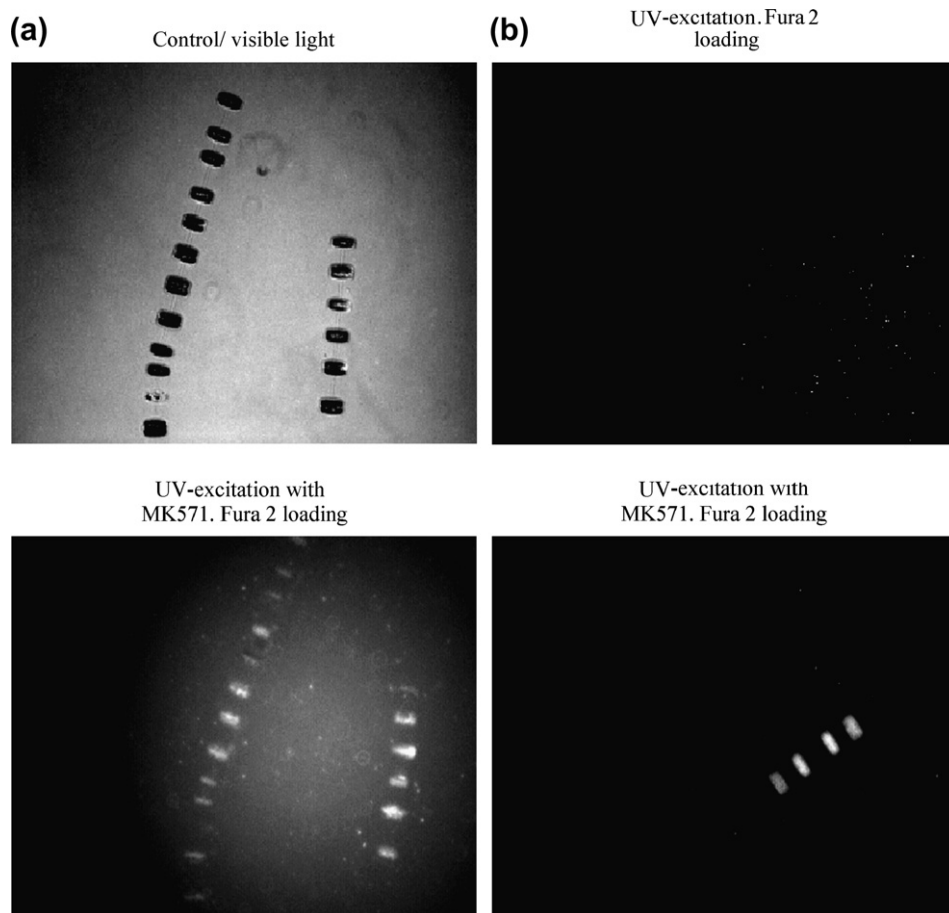 (a)
Control/ visible light
(b)
UV-excitation. Fura 2
loading
UV-excitation with
MK571. Fura 2 loading
UV-excitation with
MK571. Fura 2 loading